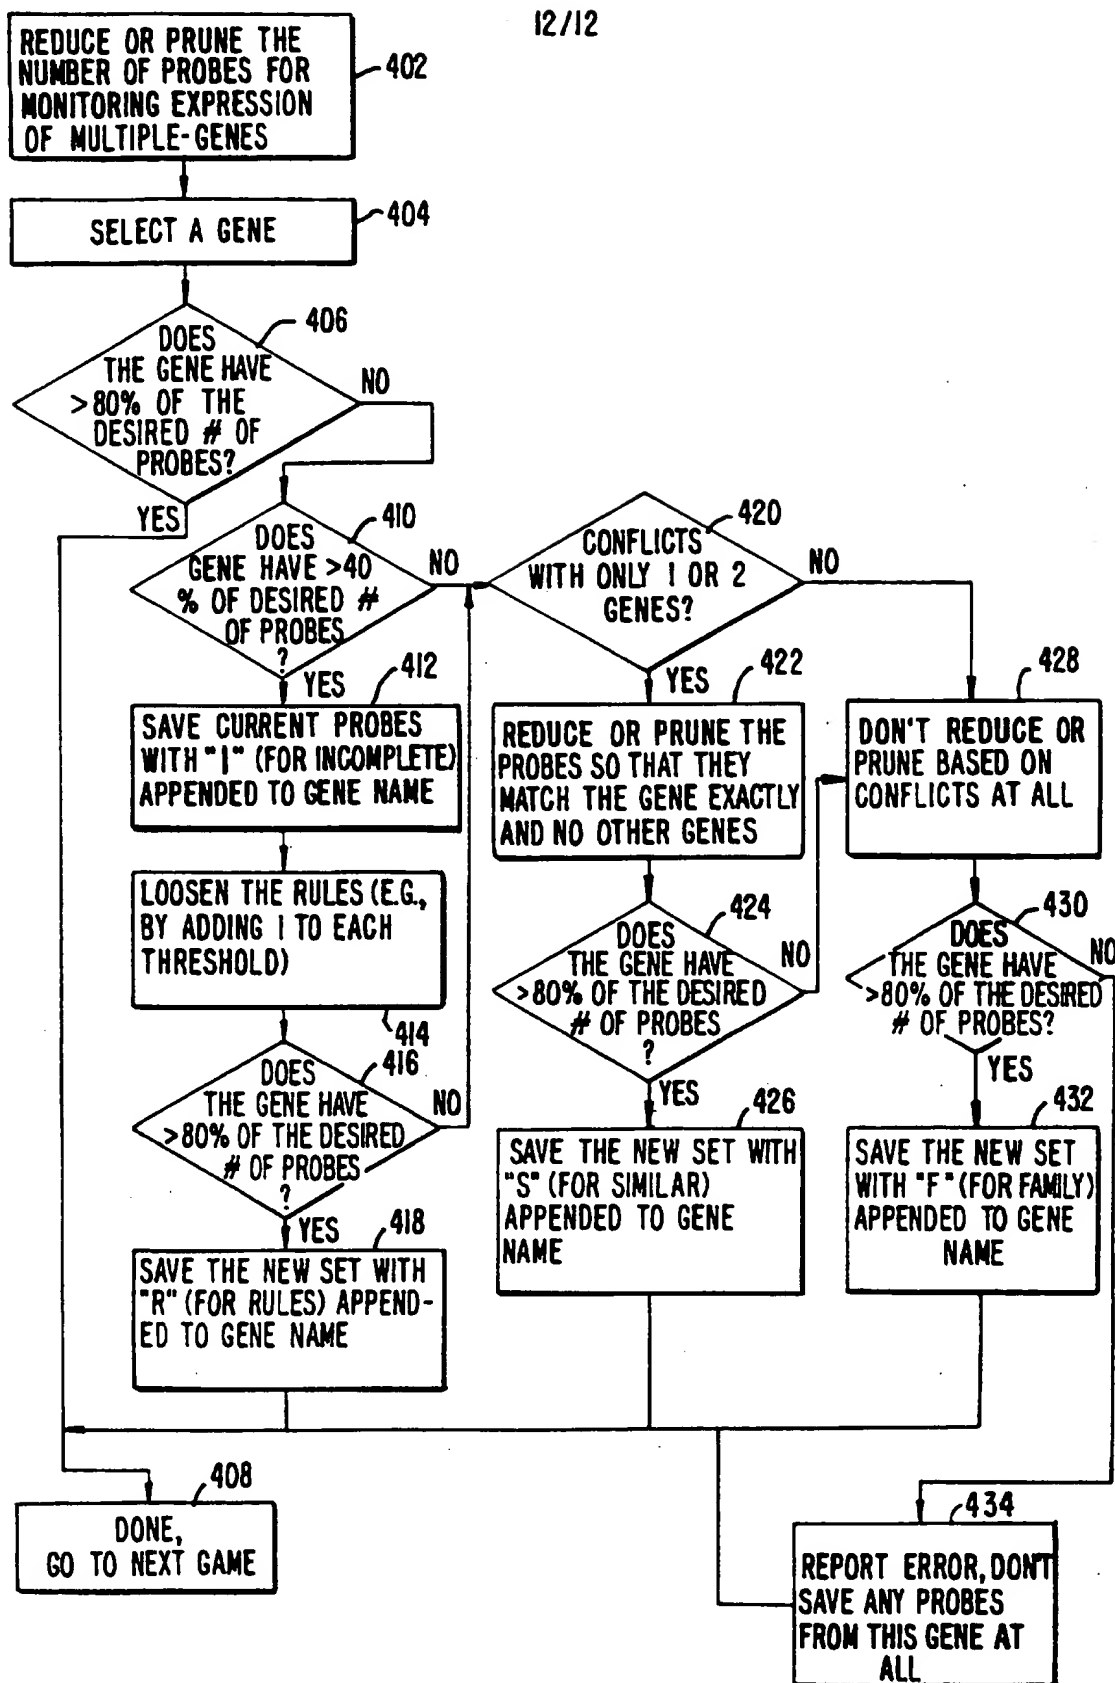 12/12
REDUCE OR PRUNE THE
NUMBER OF PROBES FOR
MONITORING EXPRESSION
OF MULTIPLE-GENES
402
SELECT A GENE
404
DOES
THE GENE HAVE
>80% OF THE
DESIRED # OF
PROBES?
406
NO
YES
DOES
GENE HAVE >40
% OF DESIRED #
OF PROBES
?
410
NO
YES
SAVE CURRENT PROBES
WITH "I" (FOR INCOMPLETE)
APPENDED TO GENE NAME
412
LOOSEN THE RULES (E.G.,
BY ADDING 1 TO EACH
THRESHOLD)
414
DOES
THE GENE HAVE
>80% OF THE DESIRED
# OF PROBES
?
416
NO
YES
SAVE THE NEW SET WITH
"R" (FOR RULES) APPEND-
ED TO GENE NAME
418
CONFLICTS
WITH ONLY 1 OR 2
GENES?
420
NO
YES
REDUCE OR PRUNE THE
PROBES SO THAT THEY
MATCH THE GENE EXACTLY
AND NO OTHER GENES
422
DOES
THE GENE HAVE
>80% OF THE DESIRED
# OF PROBES
?
424
NO
YES
SAVE THE NEW SET WITH
"S" (FOR SIMILAR)
APPENDED TO GENE
NAME
426
DON'T REDUCE OR
PRUNE BASED ON
CONFLICTS AT ALL
428
DOES
THE GENE HAVE
>80% OF THE DESIRED
# OF PROBES?
430
NO
YES
SAVE THE NEW SET
WITH "F" (FOR FAMILY)
APPENDED TO GENE
NAME
432
DONE,
GO TO NEXT GAME
408
REPORT ERROR, DON'T
SAVE ANY PROBES
FROM THIS GENE AT
ALL
434